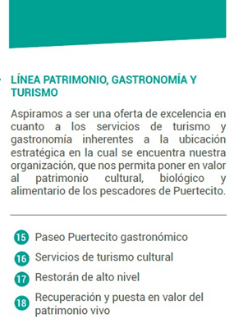 LÍNEA PATRIMONIO, GASTRONOMÍA Y
TURISMO
Aspiramos a ser una oferta de excelencia en
cuanto a los servicios de turismo y
gastronomía inherentes a la ubicación
estratégica en la cual se encuentra nuestra
organización, que nos permita poner en valor
al patrimonio cultural, biológico y
alimentario de los pescadores de Puertecito.
15 Paseo Puertecito gastronómico
16 Servicios de turismo cultural
17 Restorán de alto nivel
18 Recuperación y puesta en valor del
patrimonio vivo